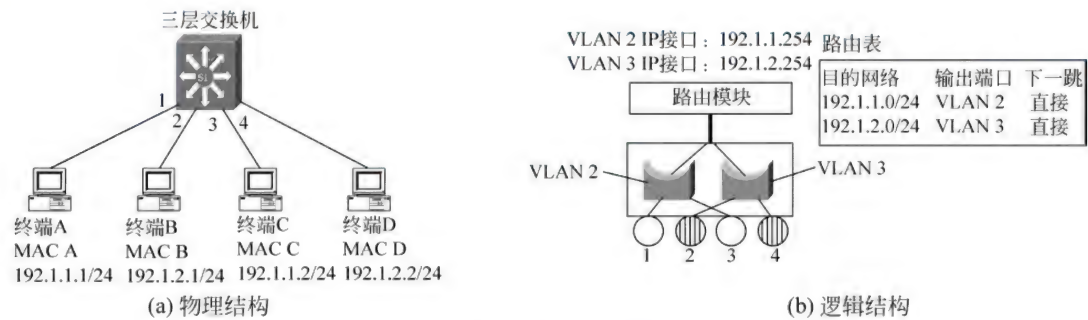 三层交换机
Si
1
2
3
4
终端A
MAC A
192.1.1.1/24
终端B
MAC B
192.1.2.1/24
终端C
MAC C
192.1.1.2/24
终端D
MAC D
192.1.2.2/24
(a) 物理结构
VLAN 2 IP接口：192.1.1.254
VLAN 3 IP接口：192.1.2.254
路由模块
路由表
目的网络 输出端口 下一跳
192.1.1.0/24 VLAN 2 直接
192.1.2.0/24 VLAN 3 直接
VLAN 2
VLAN 3
1 2 3 4
(b) 逻辑结构